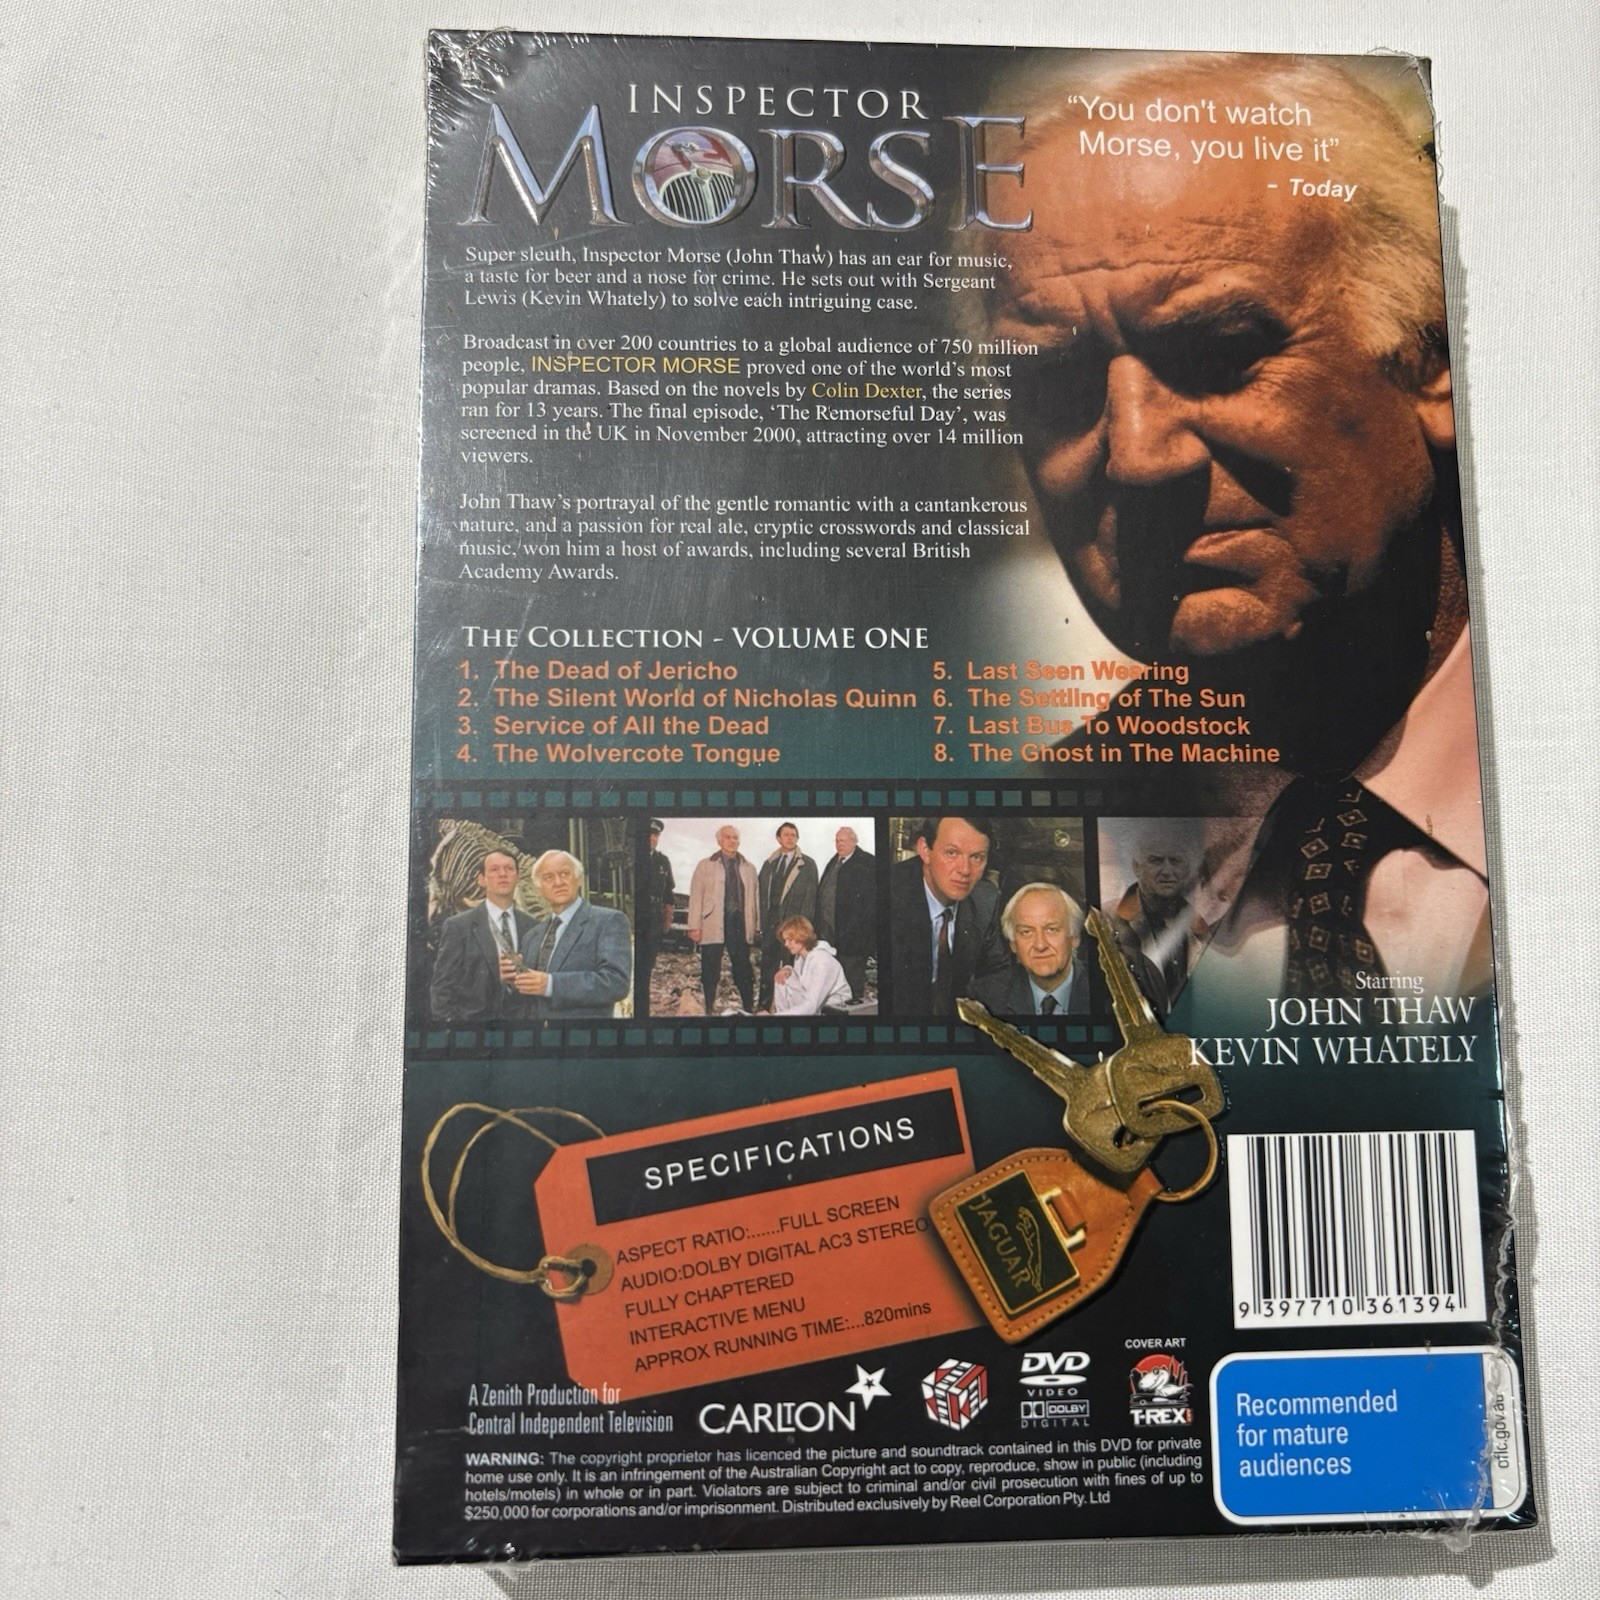 INSPECTOR
MORSE
“You don't watch
Morse, you live it”
- Today
Super sleuth, Inspector Morse (John Thaw) has an ear for music,
a taste for beer and a nose for crime. He sets out with Sergeant
Lewis (Kevin Whately) to solve each intriguing case.
Broadcast in over 200 countries to a global audience of 750 million
people, INSPECTOR MORSE proved one of the world's most
popular dramas. Based on the novels by Colin Dexter, the series
ran for 13 years. The final episode, ‘The Remorseful Day’, was
screened in the UK in November 2000, attracting over 14 million
viewers.
John Thaw's portrayal of the gentle romantic with a cantankerous
nature, and a passion for real ale, cryptic crosswords and classical
music, won him a host of awards, including several British
Academy Awards.
THE COLLECTION - VOLUME ONE
1. The Dead of Jericho
2. The Silent World of Nicholas Quinn
3. Service of All the Dead
4. The Wolvercote Tongue
5. Last Seen Wearing
6. The Settling of The Sun
7. Last Bus To Woodstock
8. The Ghost in The Machine
Starring
JOHN THAW
KEVIN WHATELY
SPECIFICATIONS
ASPECT RATIO:......FULL SCREEN
AUDIO:DOLBY DIGITAL AC3 STEREO
FULLY CHAPTERED
INTERACTIVE MENU
APPROX RUNNING TIME:...820mins
JAGUAR
9 397710 361394
A Zenith Production for
Central Independent Television
CARLTON
DVD
VIDEO
DOLBY
DIGITAL
COVER ART
T-REX
Recommended
for mature
audiences
oflc.gov.au
WARNING: The copyright proprietor has licenced the picture and soundtrack contained in this DVD for private
home use only. It is an infringement of the Australian Copyright act to copy, reproduce, show in public (including
hotels/motels) in whole or in part. Violators are subject to criminal and/or civil prosecution with fines of up to
$250,000 for corporations and/or imprisonment. Distributed exclusively by Reel Corporation Pty. Ltd